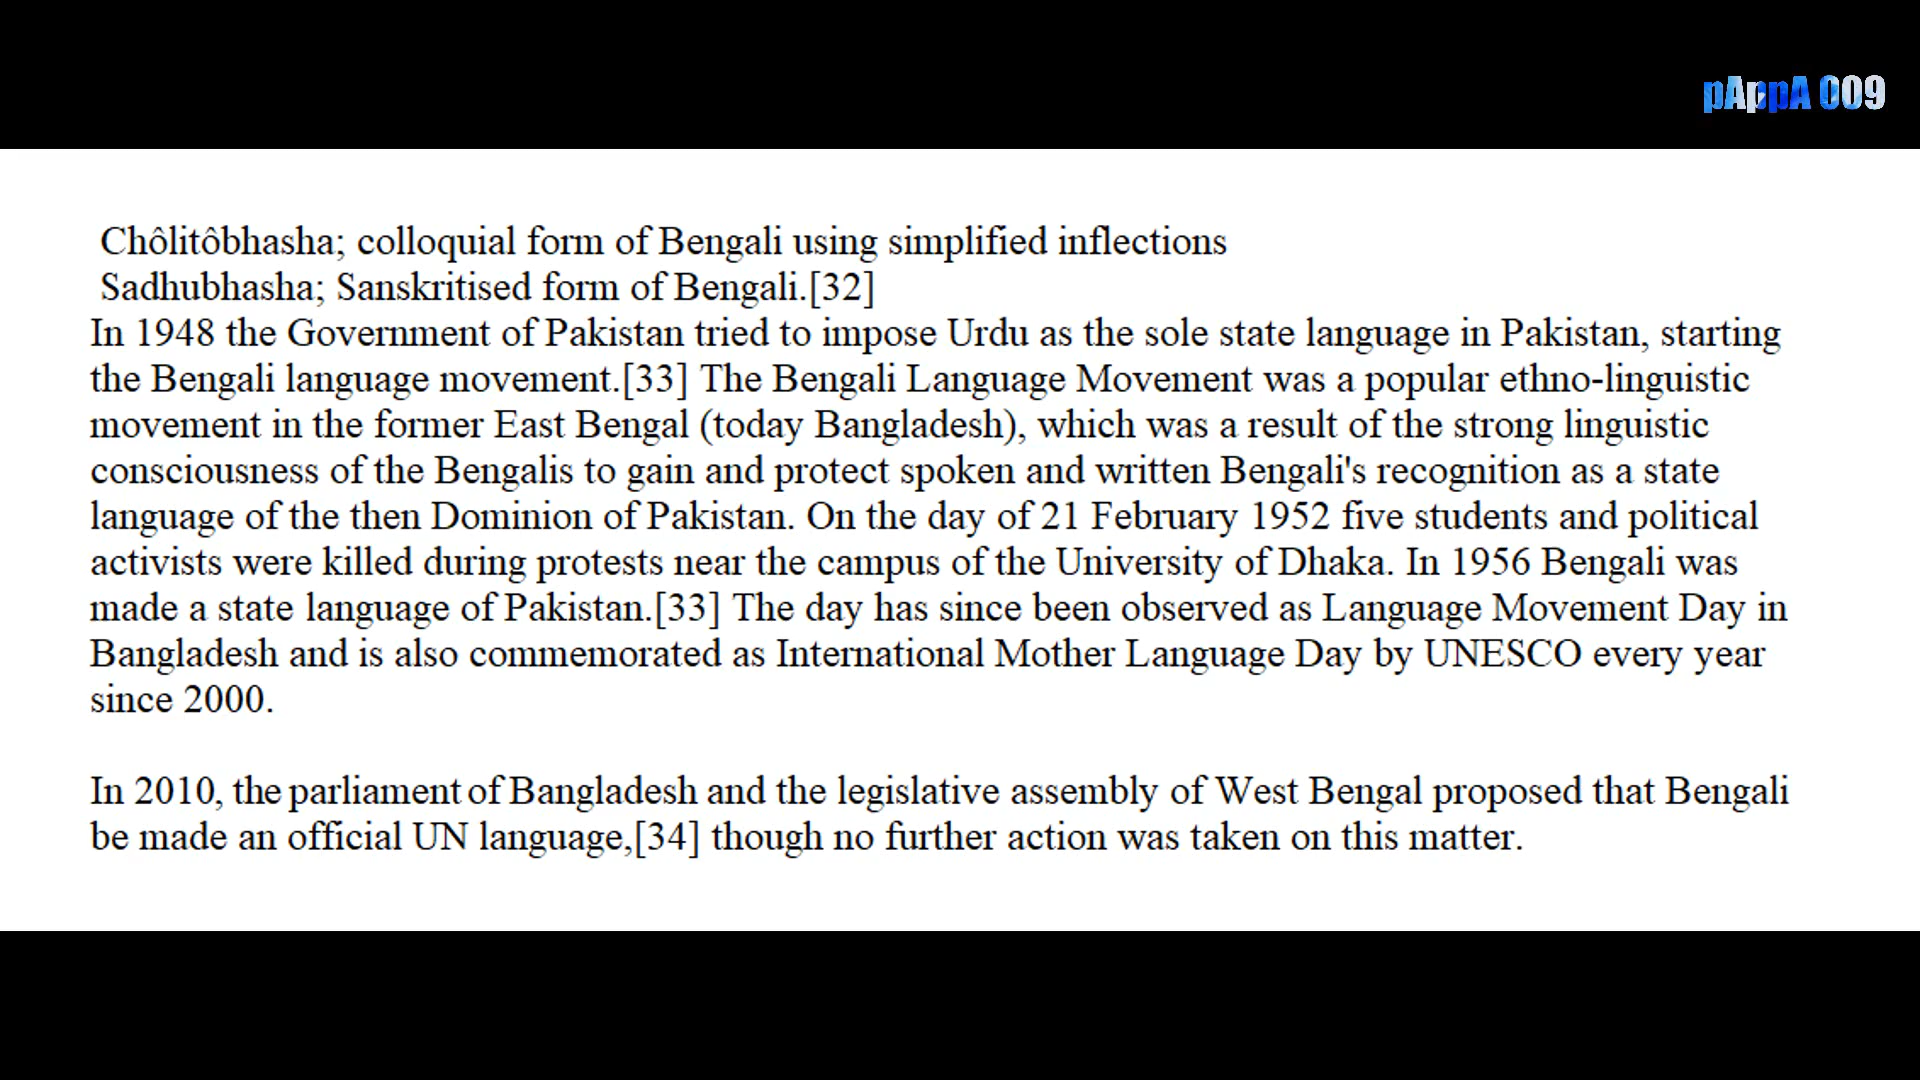 pAppA 009
Chôlitôbhasha; colloquial form of Bengali using simplified inflections
Sadhubhasha; Sanskritised form of Bengali.[32]
In 1948 the Government of Pakistan tried to impose Urdu as the sole state language in Pakistan, starting
the Bengali language movement.[33] The Bengali Language Movement was a popular ethno-linguistic
movement in the former East Bengal (today Bangladesh), which was a result of the strong linguistic
consciousness of the Bengalis to gain and protect spoken and written Bengali's recognition as a state
language of the then Dominion of Pakistan. On the day of 21 February 1952 five students and political
activists were killed during protests near the campus of the University of Dhaka. In 1956 Bengali was
made a state language of Pakistan.[33] The day has since been observed as Language Movement Day in
Bangladesh and is also commemorated as International Mother Language Day by UNESCO every year
since 2000.
In 2010, the parliament of Bangladesh and the legislative assembly of West Bengal proposed that Bengali
be made an official UN language,[34] though no further action was taken on this matter.